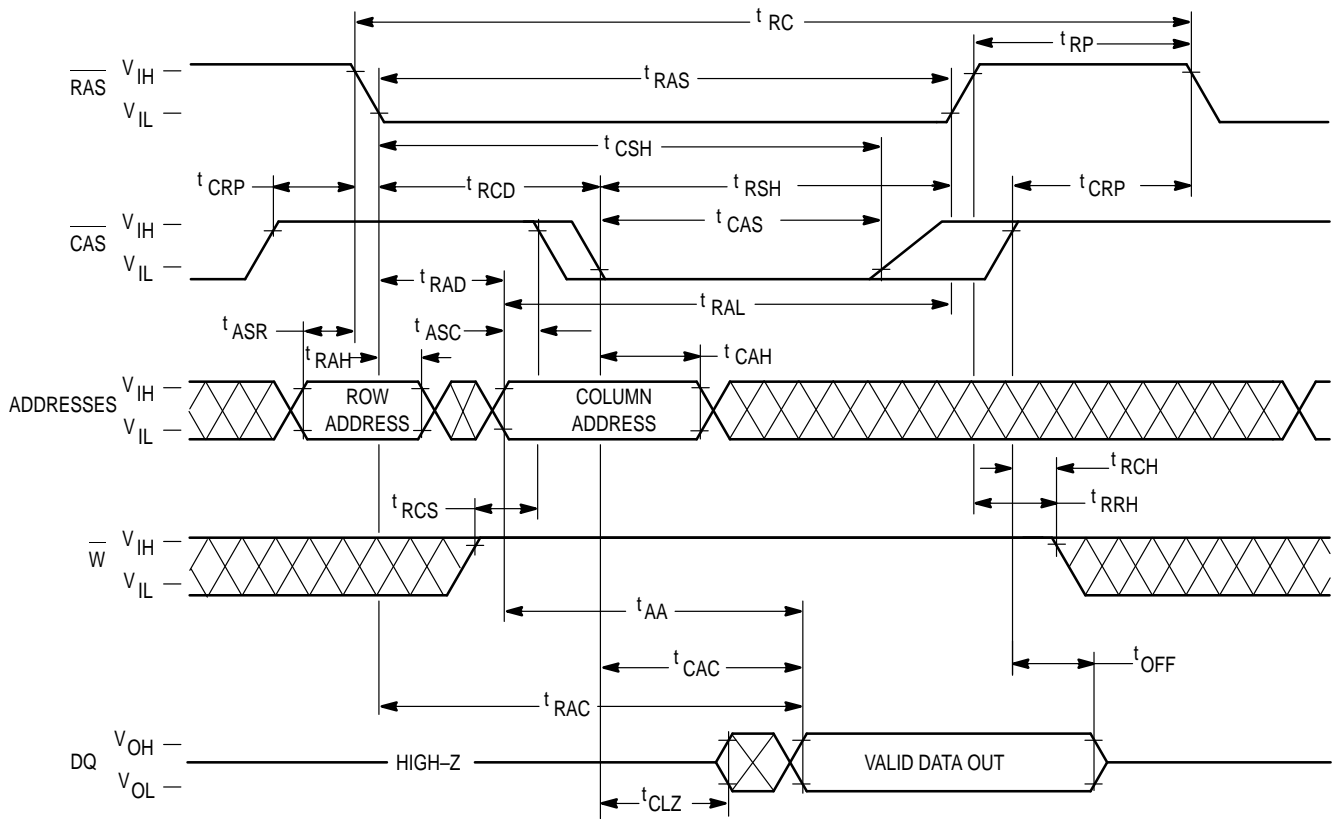 t RC
t RP
RAS
V IH
V IL
t RAS
t CSH
t CRP
t RCD
t RSH
t CRP
CAS
V IH
V IL
t CAS
t RAD
t RAL
t ASR
t RAH
t ASC
t CAH
ADDRESSES
V IH
V IL
ROW
ADDRESS
COLUMN
ADDRESS
t RCH
t RRH
t RCS
W
V IH
V IL
t AA
t CAC
t RAC
t OFF
DQ
V OH
V OL
HIGH–Z
VALID DATA OUT
t CLZ